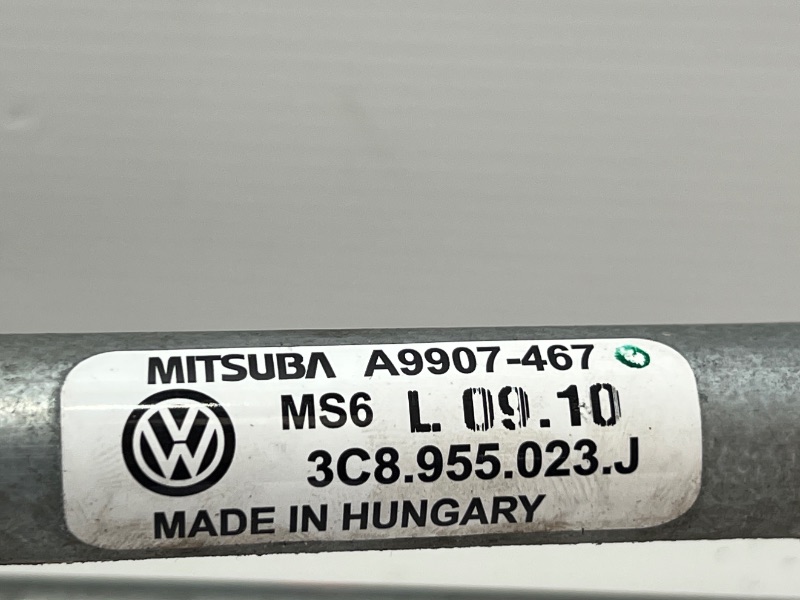 MITSUBA A9907-467
MS6 L 09.10
3C8.955.023.J
MADE IN HUNGARY